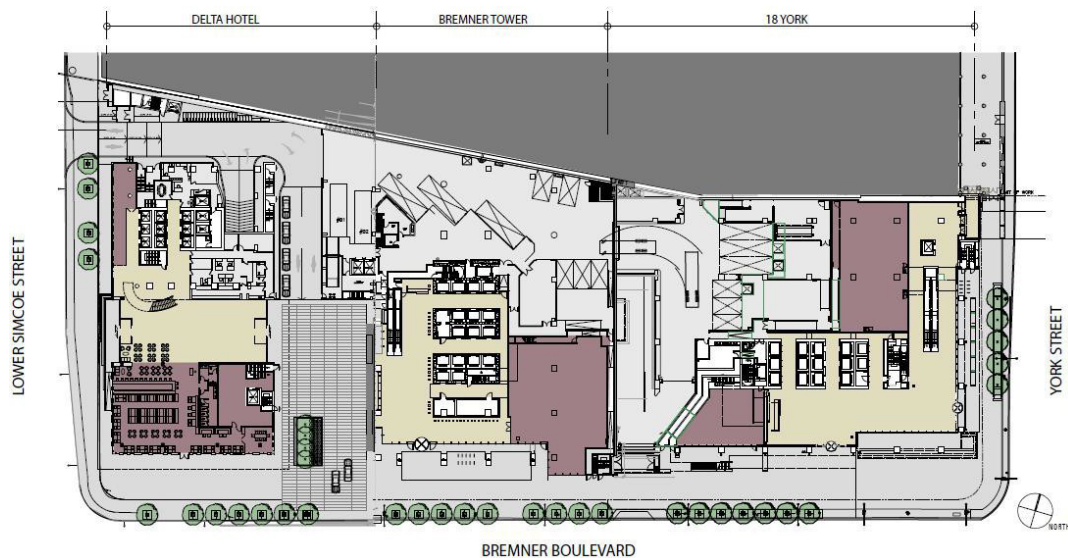 DELTA HOTEL
BREMNER TOWER
18 YORK
LOWER SIMCOE STREET
YORK STREET
NORTH
BREMNER BOULEVARD